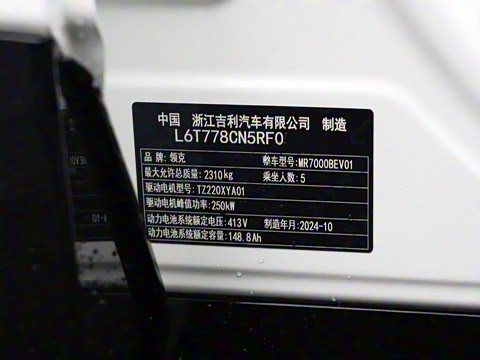 中国 浙江吉利汽车有限公司 制造
L6T778CN5RF0
品牌:领克 整车型号:MR7000BEV01
最大允许总质量:2310kg 乘坐人数:5
驱动电机型号:TZ220XYA01
驱动电机峰值功率:250kW
动力电池系统额定电压:413V 制造年月:2024-10
动力电池系统额定容量:148.8Ah